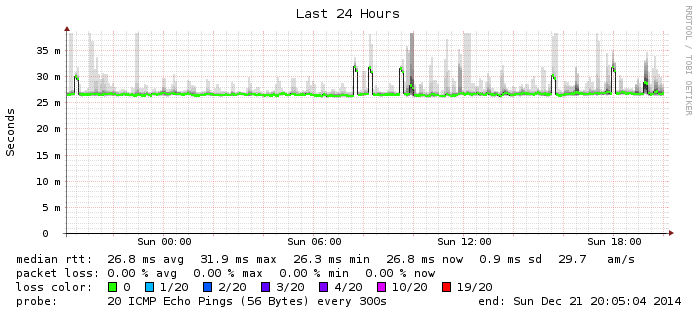 Last 24 Hours
RRDTOOL / TOBI OETIKER
Seconds
35 m
30 m
25 m
20 m
15 m
10 m
5 m
0
Sun 00:00 Sun 06:00 Sun 12:00 Sun 18:00
median rtt: 26.8 ms avg 31.9 ms max 26.3 ms min 26.8 ms now 0.9 ms sd 29.7 am/s
packet loss: 0.00 % avg 0.00 % max 0.00 % min 0.00 % now
loss color: 0 1/20 2/20 3/20 4/20 10/20 19/20
probe: 20 ICMP Echo Pings (56 Bytes) every 300s end: Sun Dec 21 20:05:04 2014